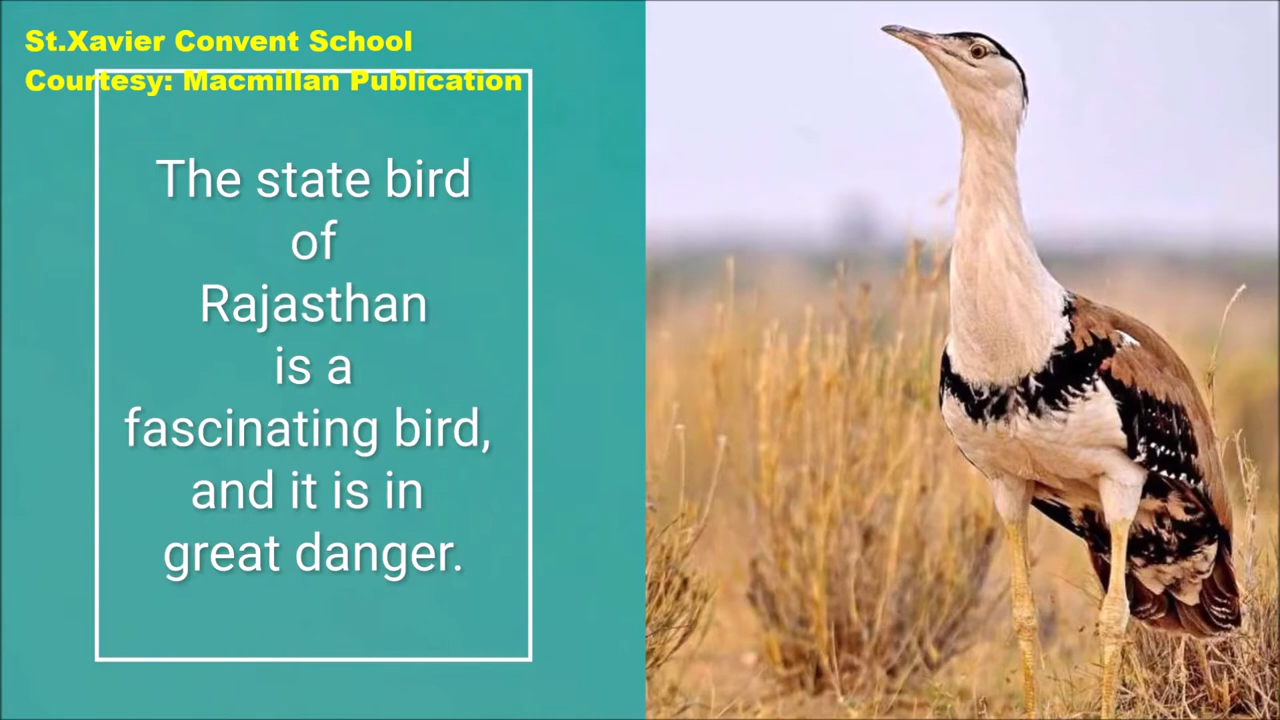 St.Xavier Convent School
Courtesy: Macmillan Publication
The state bird
of
Rajasthan
is a
fascinating bird,
and it is in
great danger.